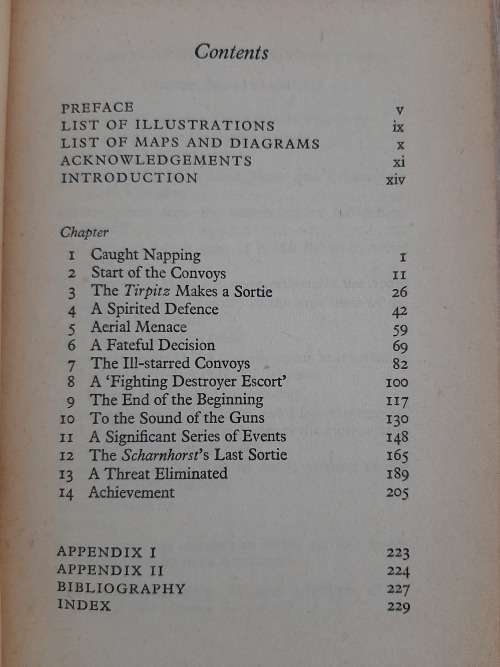 Contents
PREFACE v
LIST OF ILLUSTRATIONS ix
LIST OF MAPS AND DIAGRAMS x
ACKNOWLEDGEMENTS xi
INTRODUCTION xiv
Chapter
1 Caught Napping 1
2 Start of the Convoys 11
3 The Tirpitz Makes a Sortie 26
4 A Spirited Defence 42
5 Aerial Menace 59
6 A Fateful Decision 69
7 The Ill-starred Convoys 82
8 A ‘Fighting Destroyer Escort’ 100
9 The End of the Beginning 117
10 To the Sound of the Guns 130
11 A Significant Series of Events 148
12 The Scharnhorst’s Last Sortie 165
13 A Threat Eliminated 189
14 Achievement 205
APPENDIX I 223
APPENDIX II 224
BIBLIOGRAPHY 227
INDEX 229